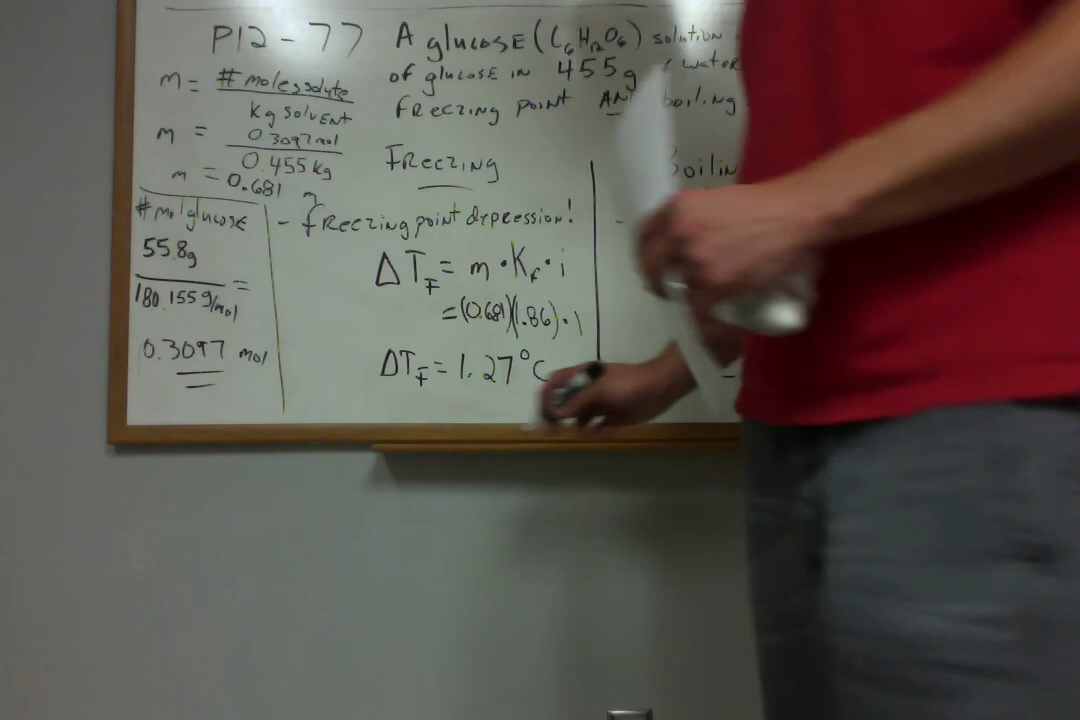 P12-77
A glucose (C6H12O6) solution
of glucose in 455g
water
freezing point AND boiling
m = # moles solute
kg solvent
m = 0.3097 mol
0.455 kg
m = 0.681 m
# mol glucose
55.8g
180.155 g/mol =
0.3097 mol
Freezing
- freezing point depression!
ΔTF = m · Kf · i
= (0.681)(1.86) · 1
ΔTF = 1.27°C